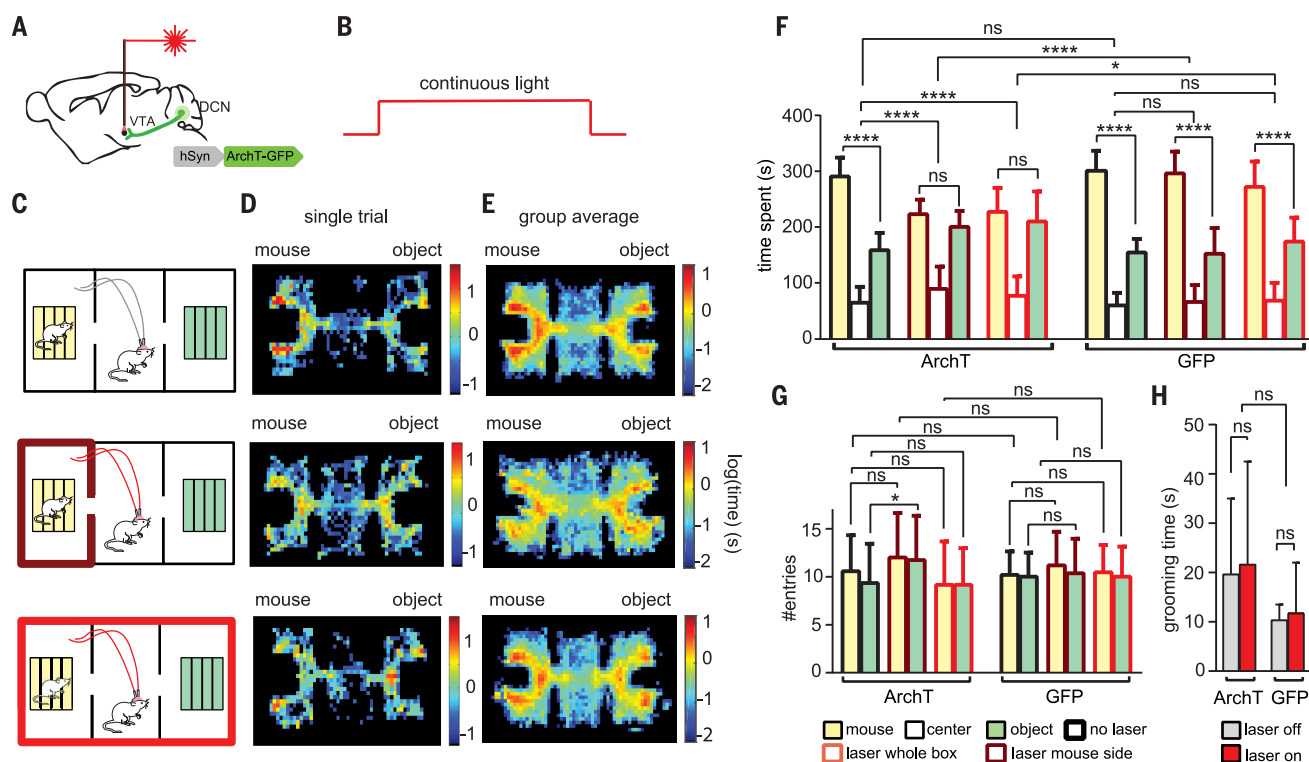 A
VTA
DCN
hSyn
ArchT-GFP
B
continuous light
C
D
single trial
mouse object
1
0
-1
mouse object
1
0
-1
mouse object
1
0
-1
E
group average
mouse object
1
0
-1
-2
mouse object
1
0
-1
-2
log(time) (s)
mouse object
1
0
-1
-2
F
time spent (s)
400
300
200
100
0
ns
****
*
**** ns
**** ns
**** ns ns **** **** ****
ArchT GFP
G
#entries
15
10
5
0
ns
ns
ns
ns ns
ns ns
ns ns ns
* ns
ArchT GFP
H
grooming time (s)
50
40
30
20
10
0
ns
ns
ns
ArchT
GFP
mouse center object no laser
laser whole box laser mouse side
laser off
laser on